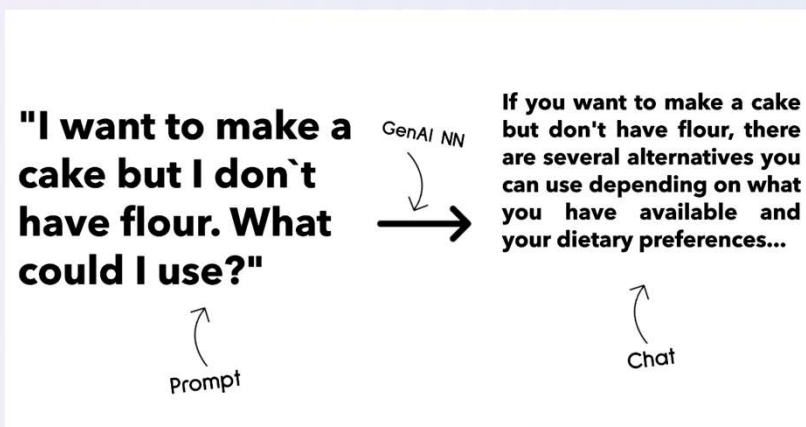 "I want to make a
cake but I don`t
have flour. What
could I use?"
Prompt
GenAI NN
If you want to make a cake
but don't have flour, there
are several alternatives you
can use depending on what
you have available and
your dietary preferences...
Chat